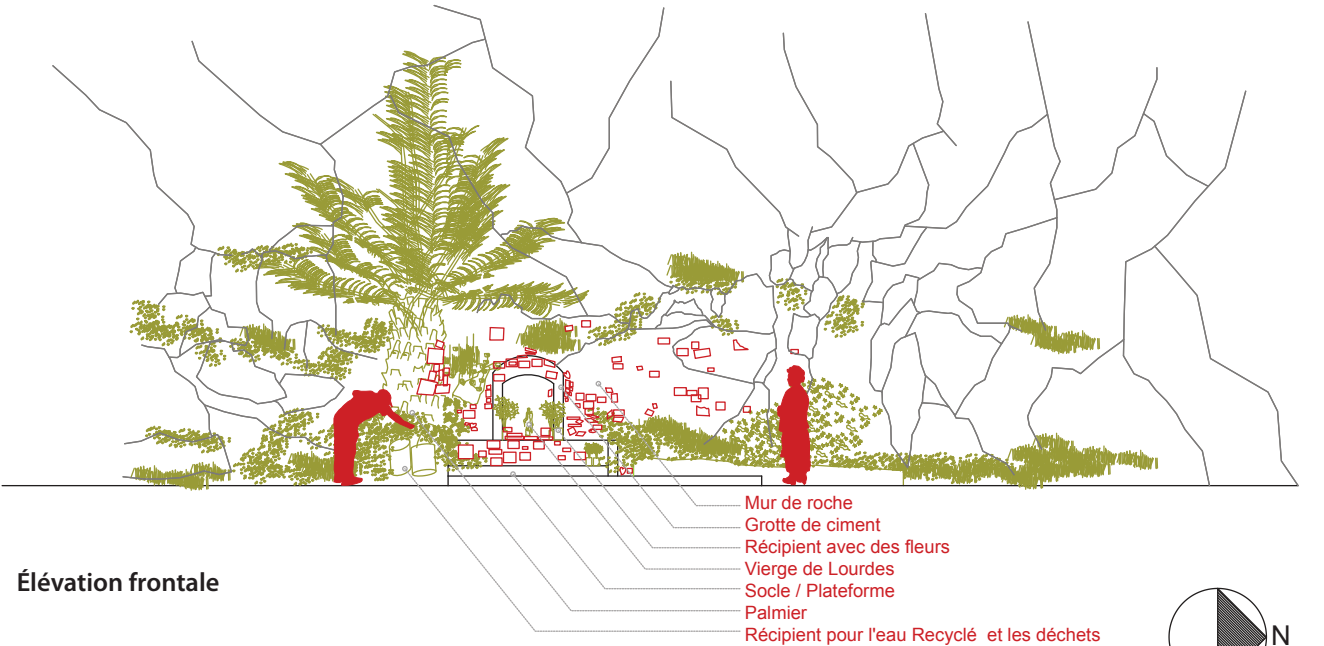 Mur de roche
Grotte de ciment
Récipient avec des fleurs
Vierge de Lourdes
Socle / Plateforme
Palmier
Récipient pour l'eau Recyclé et les déchets
Élévation frontale
N